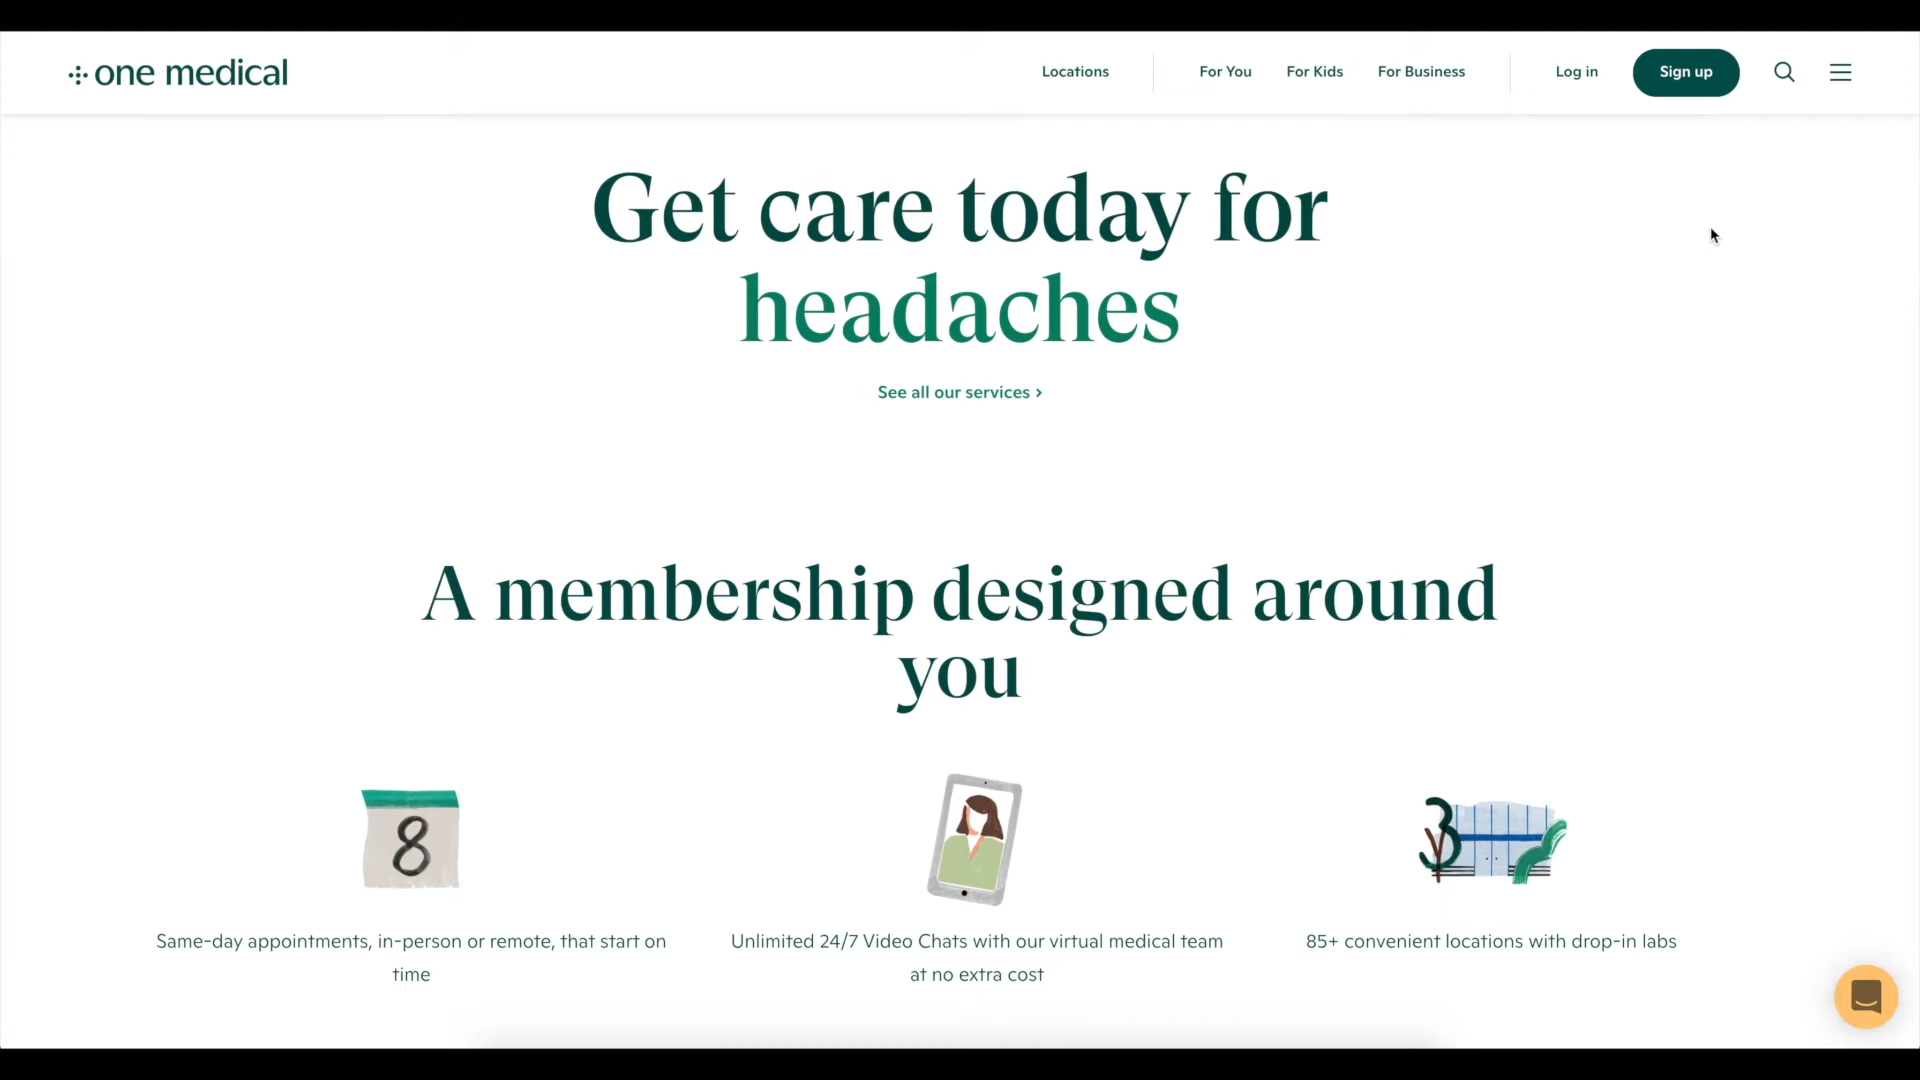 one medical
Locations
For You
For Kids
For Business
Log in
Sign up
Get care today for
headaches
See all our services ›
A membership designed around
you
8
Same-day appointments, in-person or remote, that start on
time
Unlimited 24/7 Video Chats with our virtual medical team
at no extra cost
85+ convenient locations with drop-in labs